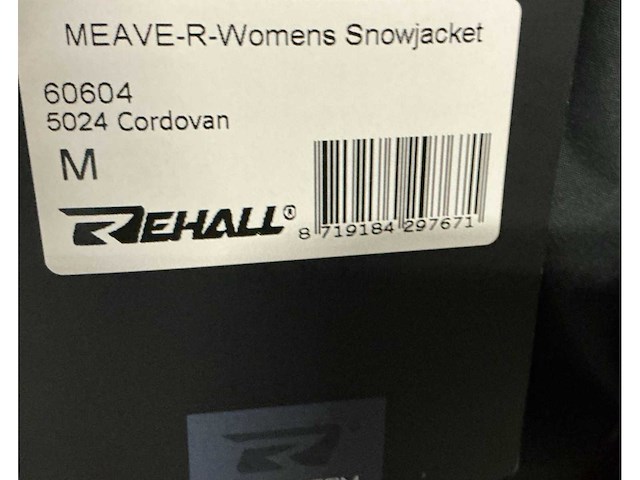 MEAVE-R-Womens Snowjacket
60604
5024 Cordovan
M
REHALL®
8 719184 297671